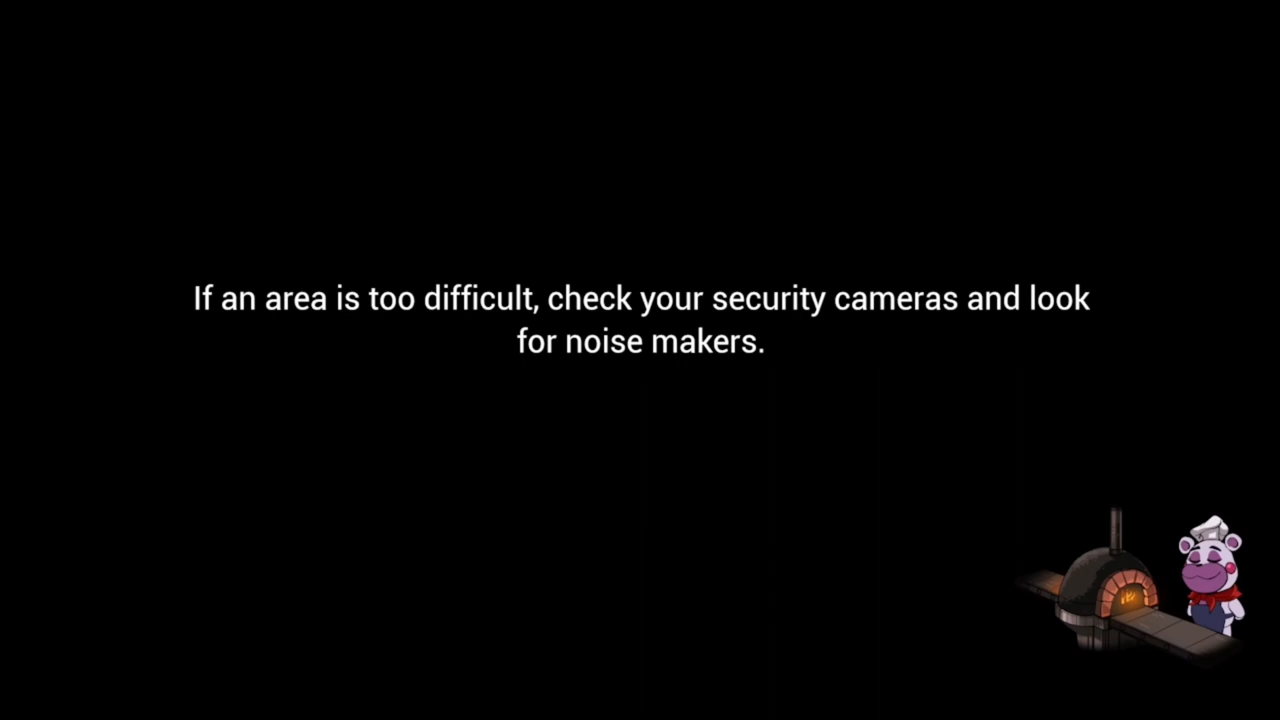 If an area is too difficult, check your security cameras and look
for noise makers.